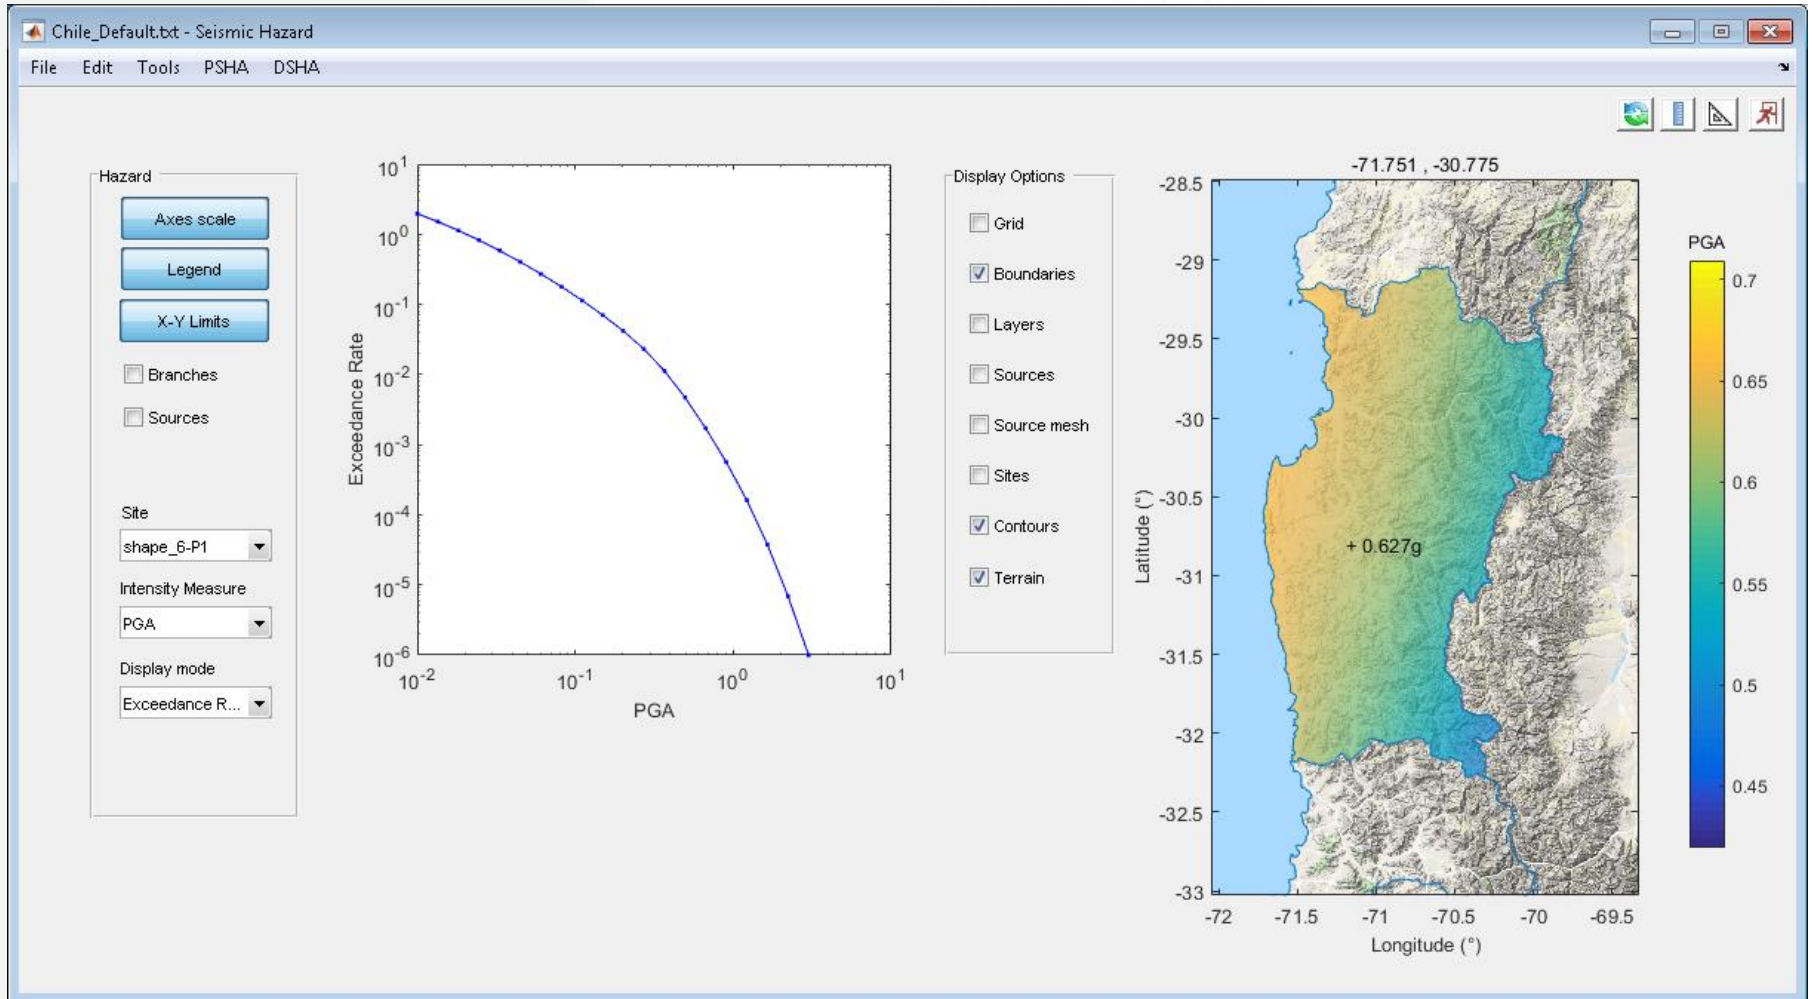 Chile_Default.txt - Seismic Hazard
File Edit Tools PSHA DSHA
Hazard
Axes scale
Legend
X-Y Limits
Branches
Sources
Site
shape_6-P1
Intensity Measure
PGA
Display mode
Exceedance R...
Exceedance Rate
10^1
10^0
10^-1
10^-2
10^-3
10^-4
10^-5
10^-6
10^-2 10^-1 10^0 10^1
PGA
Display Options
Grid
Boundaries
Layers
Sources
Source mesh
Sites
Contours
Terrain
-71.751 , -30.775
Latitude (°)
-28.5
-29
-29.5
-30
-30.5
-31
-31.5
-32
-32.5
-33
+ 0.627g
-72 -71.5 -71 -70.5 -70 -69.5
Longitude (°)
PGA
0.7
0.65
0.6
0.55
0.5
0.45